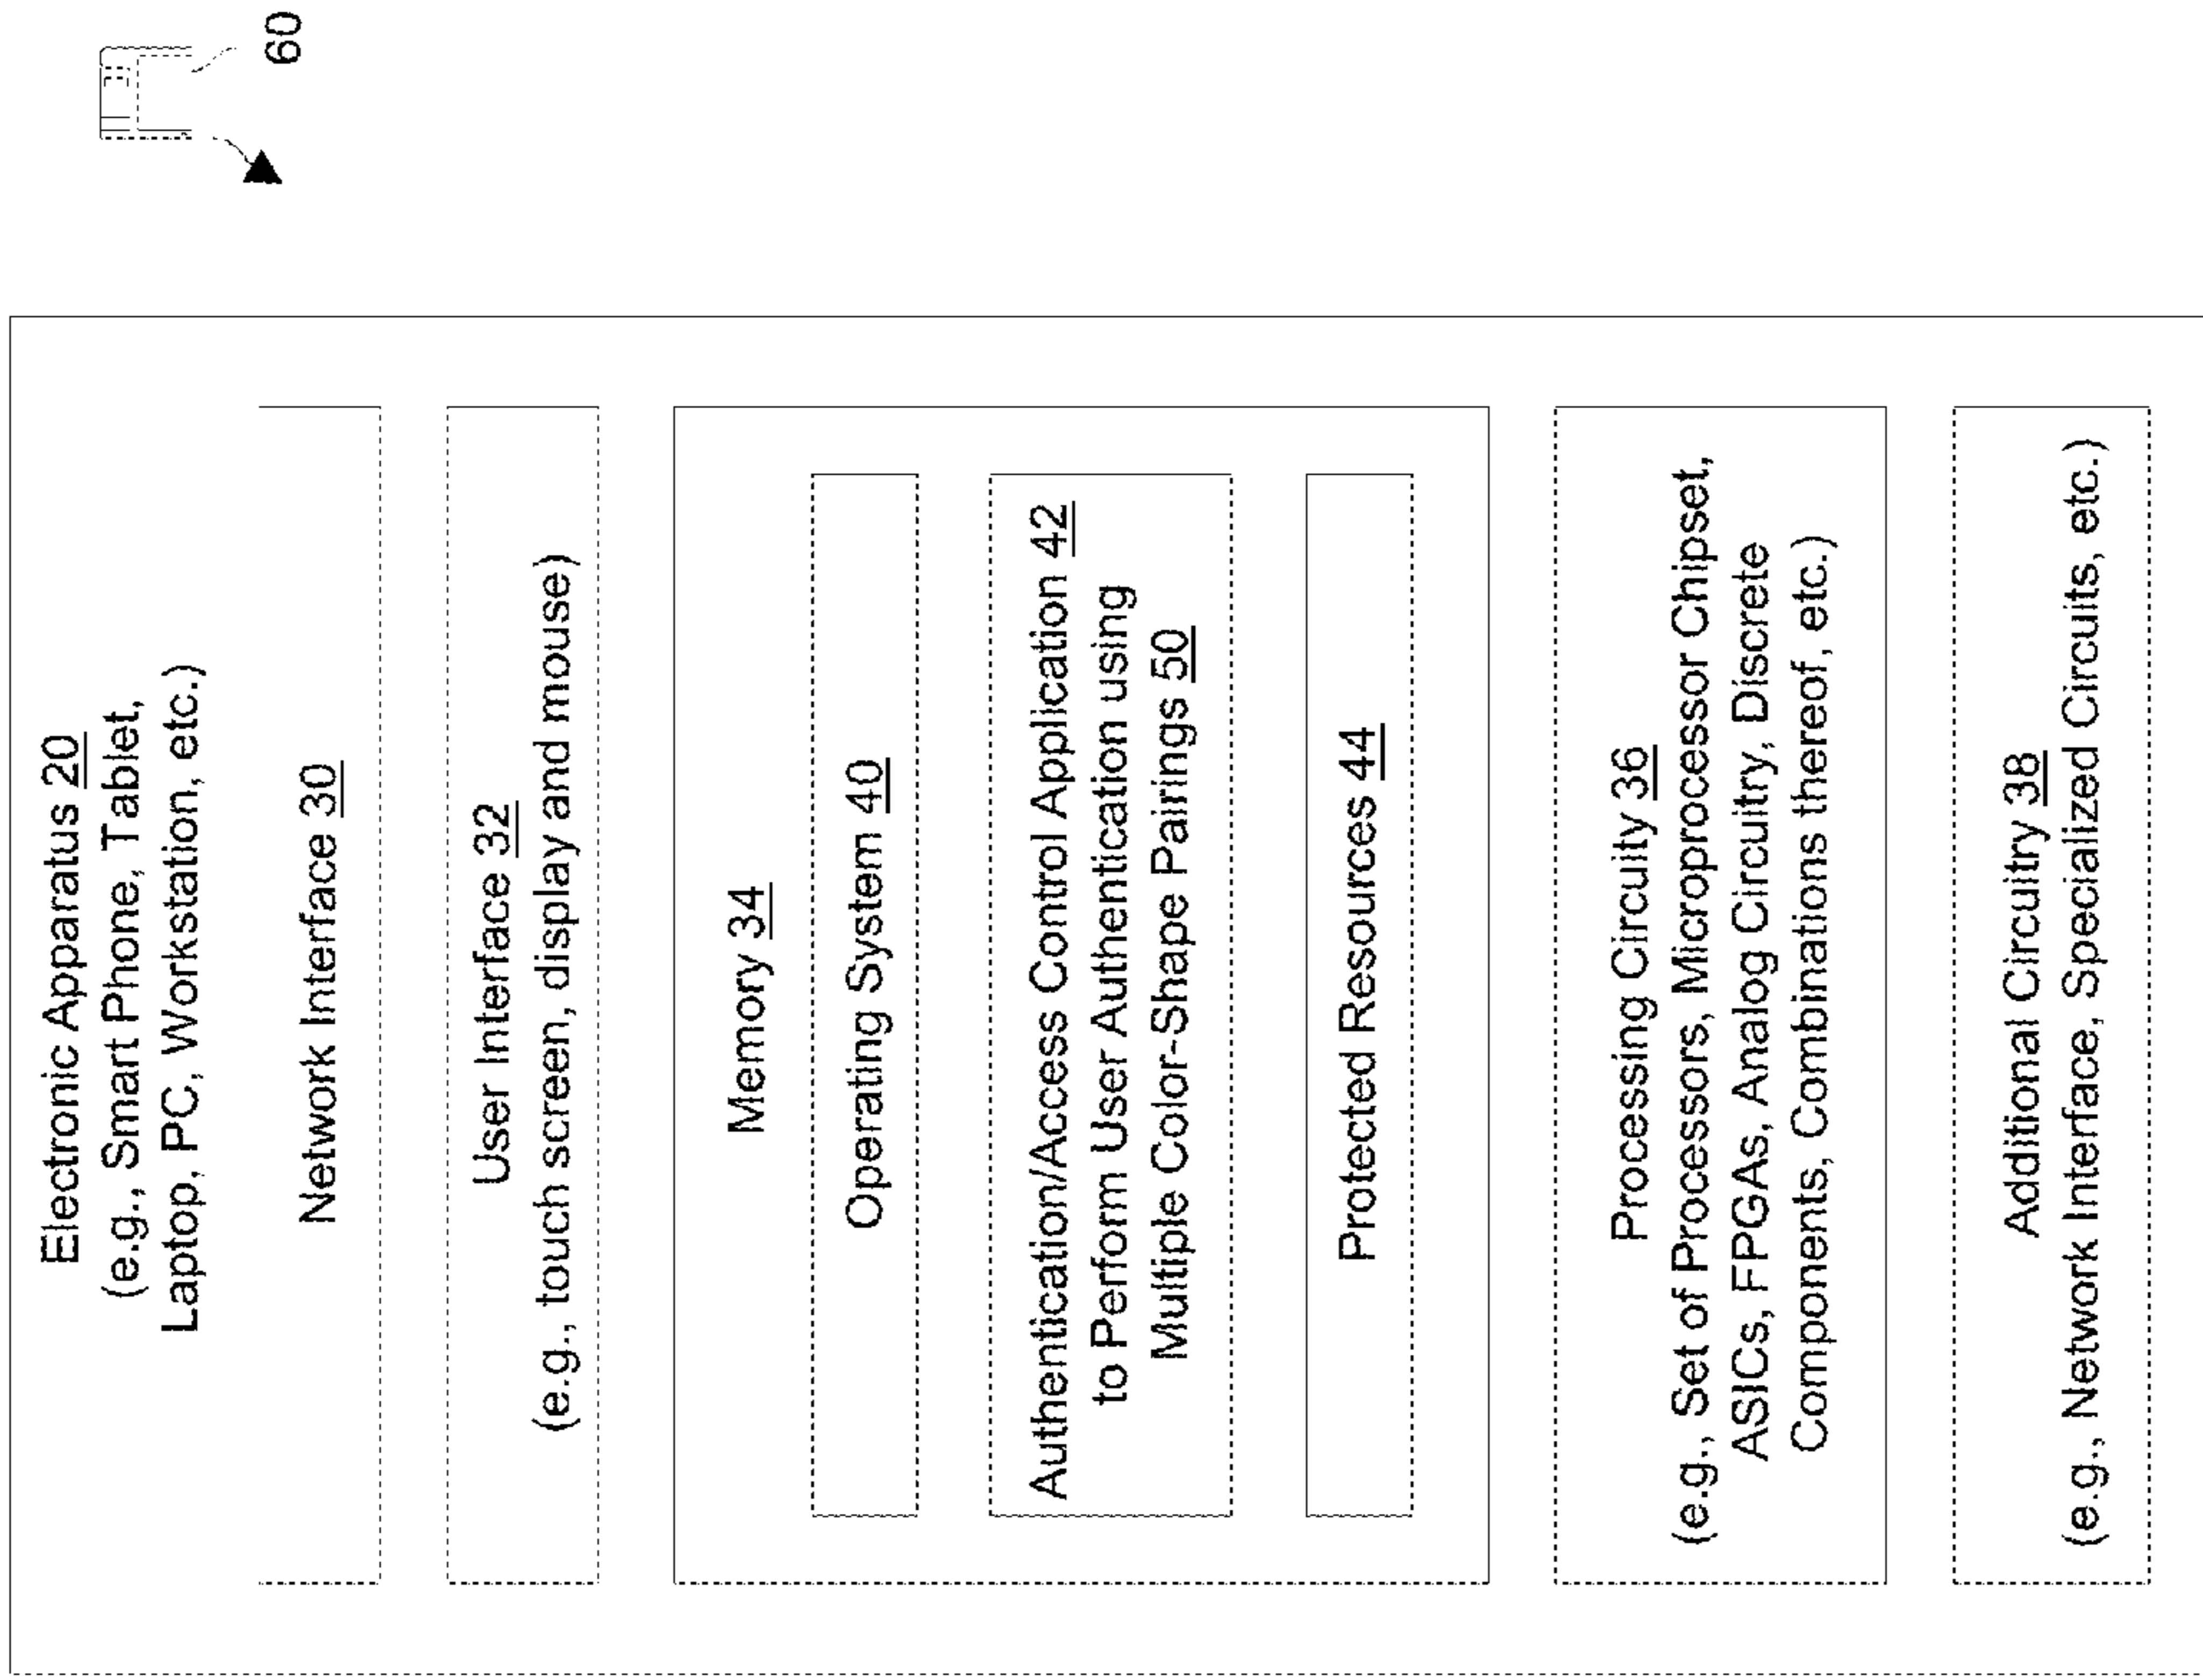 Electronic Apparatus 20
(e.g., Smart Phone, Tablet,
Laptop, PC, Workstation, etc.)
Network Interface 30
User Interface 32
(e.g., touch screen, display and mouse)
Memory 34
Operating System 40
Authentication/Access Control Application 42
to Perform User Authentication using
Multiple Color-Shape Pairings 50
Protected Resources 44
Processing Circuity 36
(e.g., Set of Processors, Microprocessor Chipset,
ASICs, FPGAs, Analog Circuitry, Discrete
Components, Combinations thereof, etc.)
Additional Circuitry 38
(e.g., Network Interface, Specialized Circuits, etc.)
60